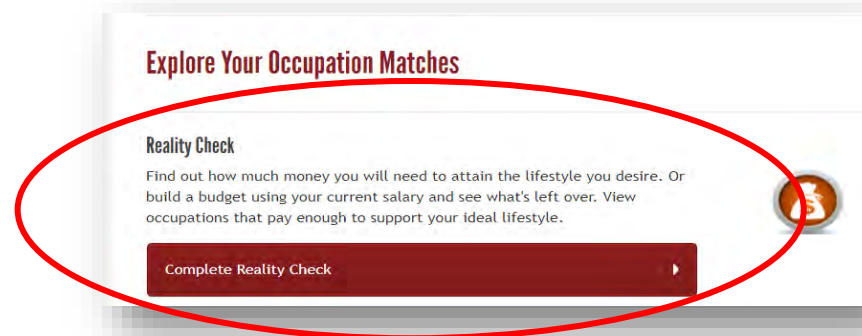 Explore Your Occupation Matches
Reality Check
Find out how much money you will need to attain the lifestyle you desire. Or
build a budget using your current salary and see what's left over. View
occupations that pay enough to support your ideal lifestyle.
Complete Reality Check